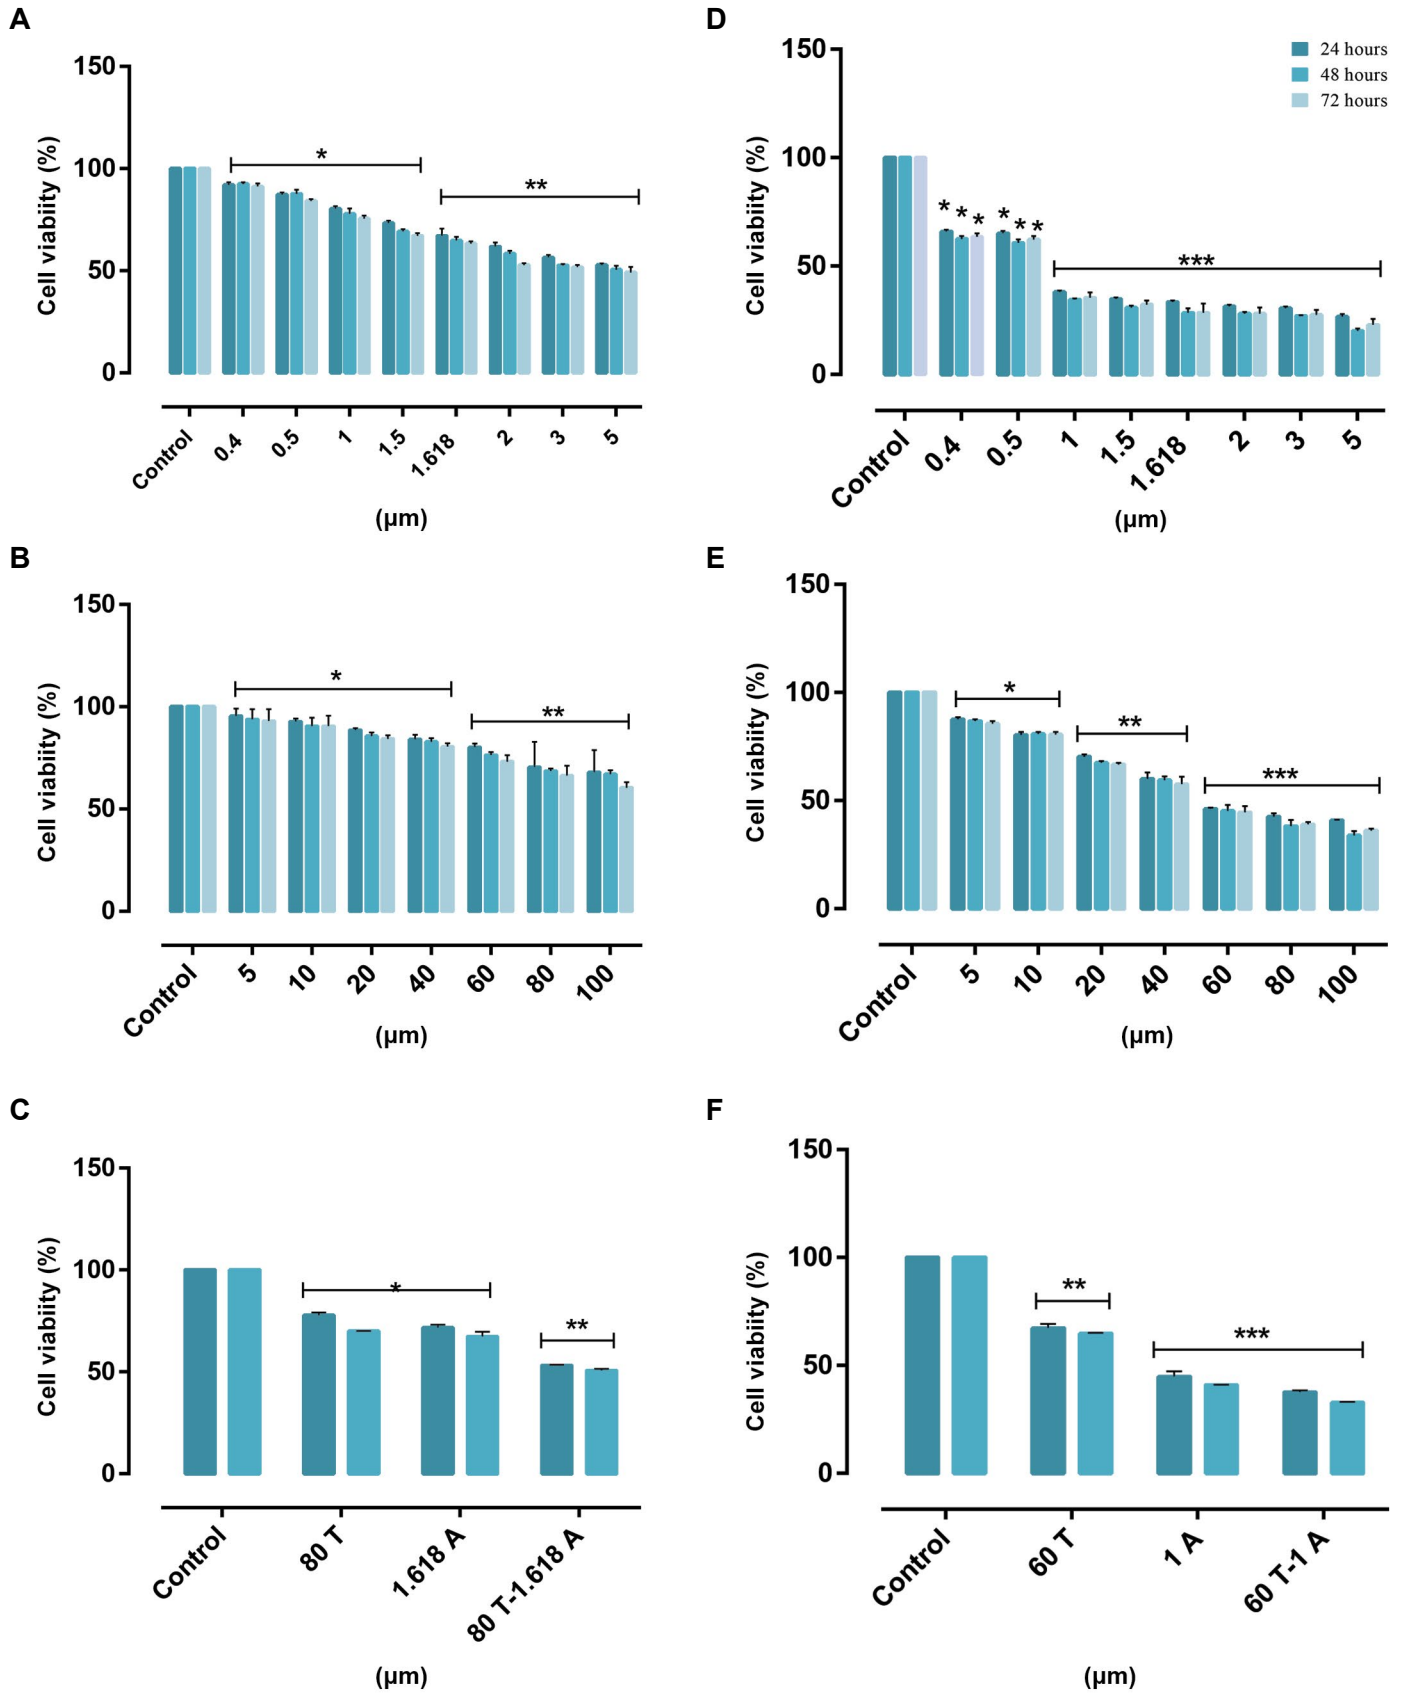 A
Cell viabiity (%)
150
100
50
0
*
**
Control 0.4 0.5 1 1.5 1.618 2 3 5
(µm)
D
Cell viabiity (%)
150
100
50
0
24 hours
48 hours
72 hours
* * * * * *
***
Control 0.4 0.5 1 1.5 1.618 2 3 5
(µm)
B
Cell viabiity (%)
150
100
50
0
*
**
Control 5 10 20 40 60 80 100
(µm)
E
Cell viabiity (%)
150
100
50
0
*
**
***
Control 5 10 20 40 60 80 100
(µm)
C
Cell viabiity (%)
150
100
50
0
*
**
Control 80 T 1.618 A 80 T-1.618 A
(µm)
F
Cell viabiity (%)
150
100
50
0
**
***
Control 60 T 1 A 60 T-1 A
(µm)